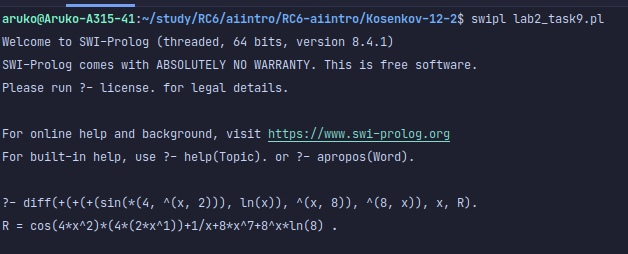 aruko@Aruko-A315-41:~/study/RC6/aiintro/RC6-aiintro/Kosenkov-12-2$ swipl lab2_task9.pl
Welcome to SWI-Prolog (threaded, 64 bits, version 8.4.1)
SWI-Prolog comes with ABSOLUTELY NO WARRANTY. This is free software.
Please run ?- license. for legal details.
For online help and background, visit https://www.swi-prolog.org
For built-in help, use ?- help(Topic). or ?- apropos(Word).
?- diff(+(+(+(sin(*(4, ^(x, 2))), ln(x)), ^(x, 8)), ^(8, x)), x, R).
R = cos(4*x^2)*(4*(2*x^1))+1/x+8*x^7+8^x*ln(8) .